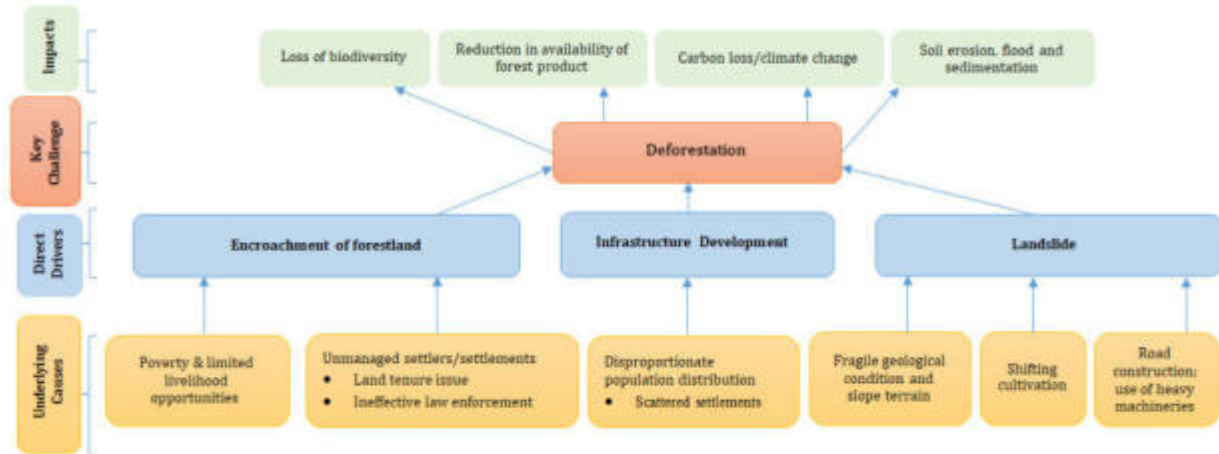 Impacts
Loss of biodiversity
Reduction in availability of
forest product
Carbon loss/climate change
Soil erosion, flood and
sedimentation
Key
Challenge
Deforestation
Direct
Drivers
Encroachment of forestland
Infrastructure Development
Landslide
Underlying
Causes
Poverty & limited
livelihood
opportunities
Unmanaged settlers/settlements
• Land tenure issue
• Ineffective law enforcement
Disproportionate
population distribution
• Scattered settlements
Fragile geological
condition and
slope terrain
Shifting
cultivation
Road
construction;
use of heavy
machineries